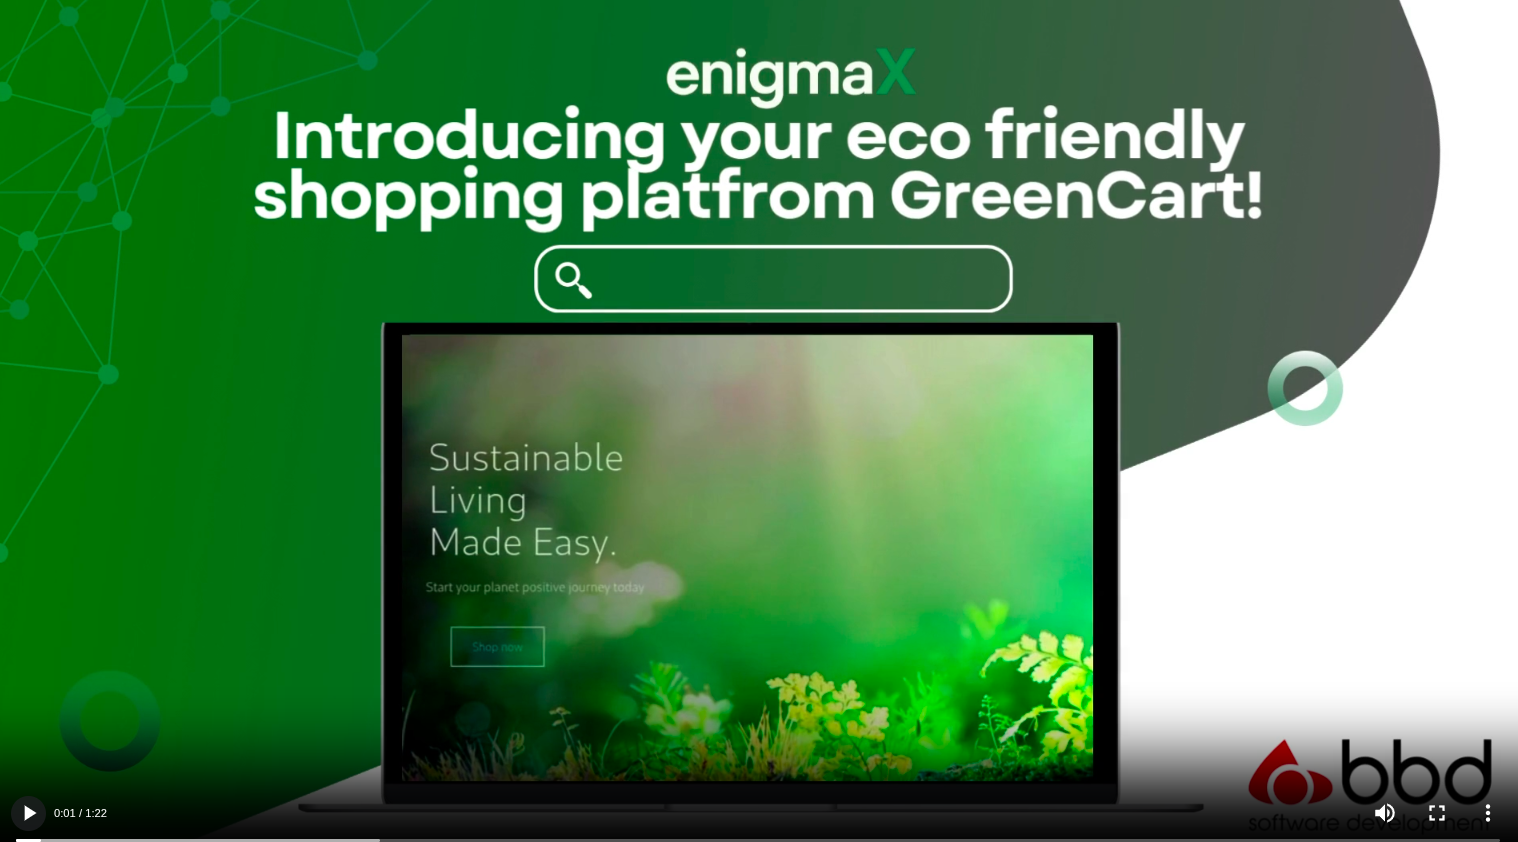 enigmaX
Introducing your eco friendly
shopping platfrom GreenCart!
Sustainable
Living
Made Easy.
Start your planet positive journey today
Shop now
bbd
software development
0:01 / 1:22